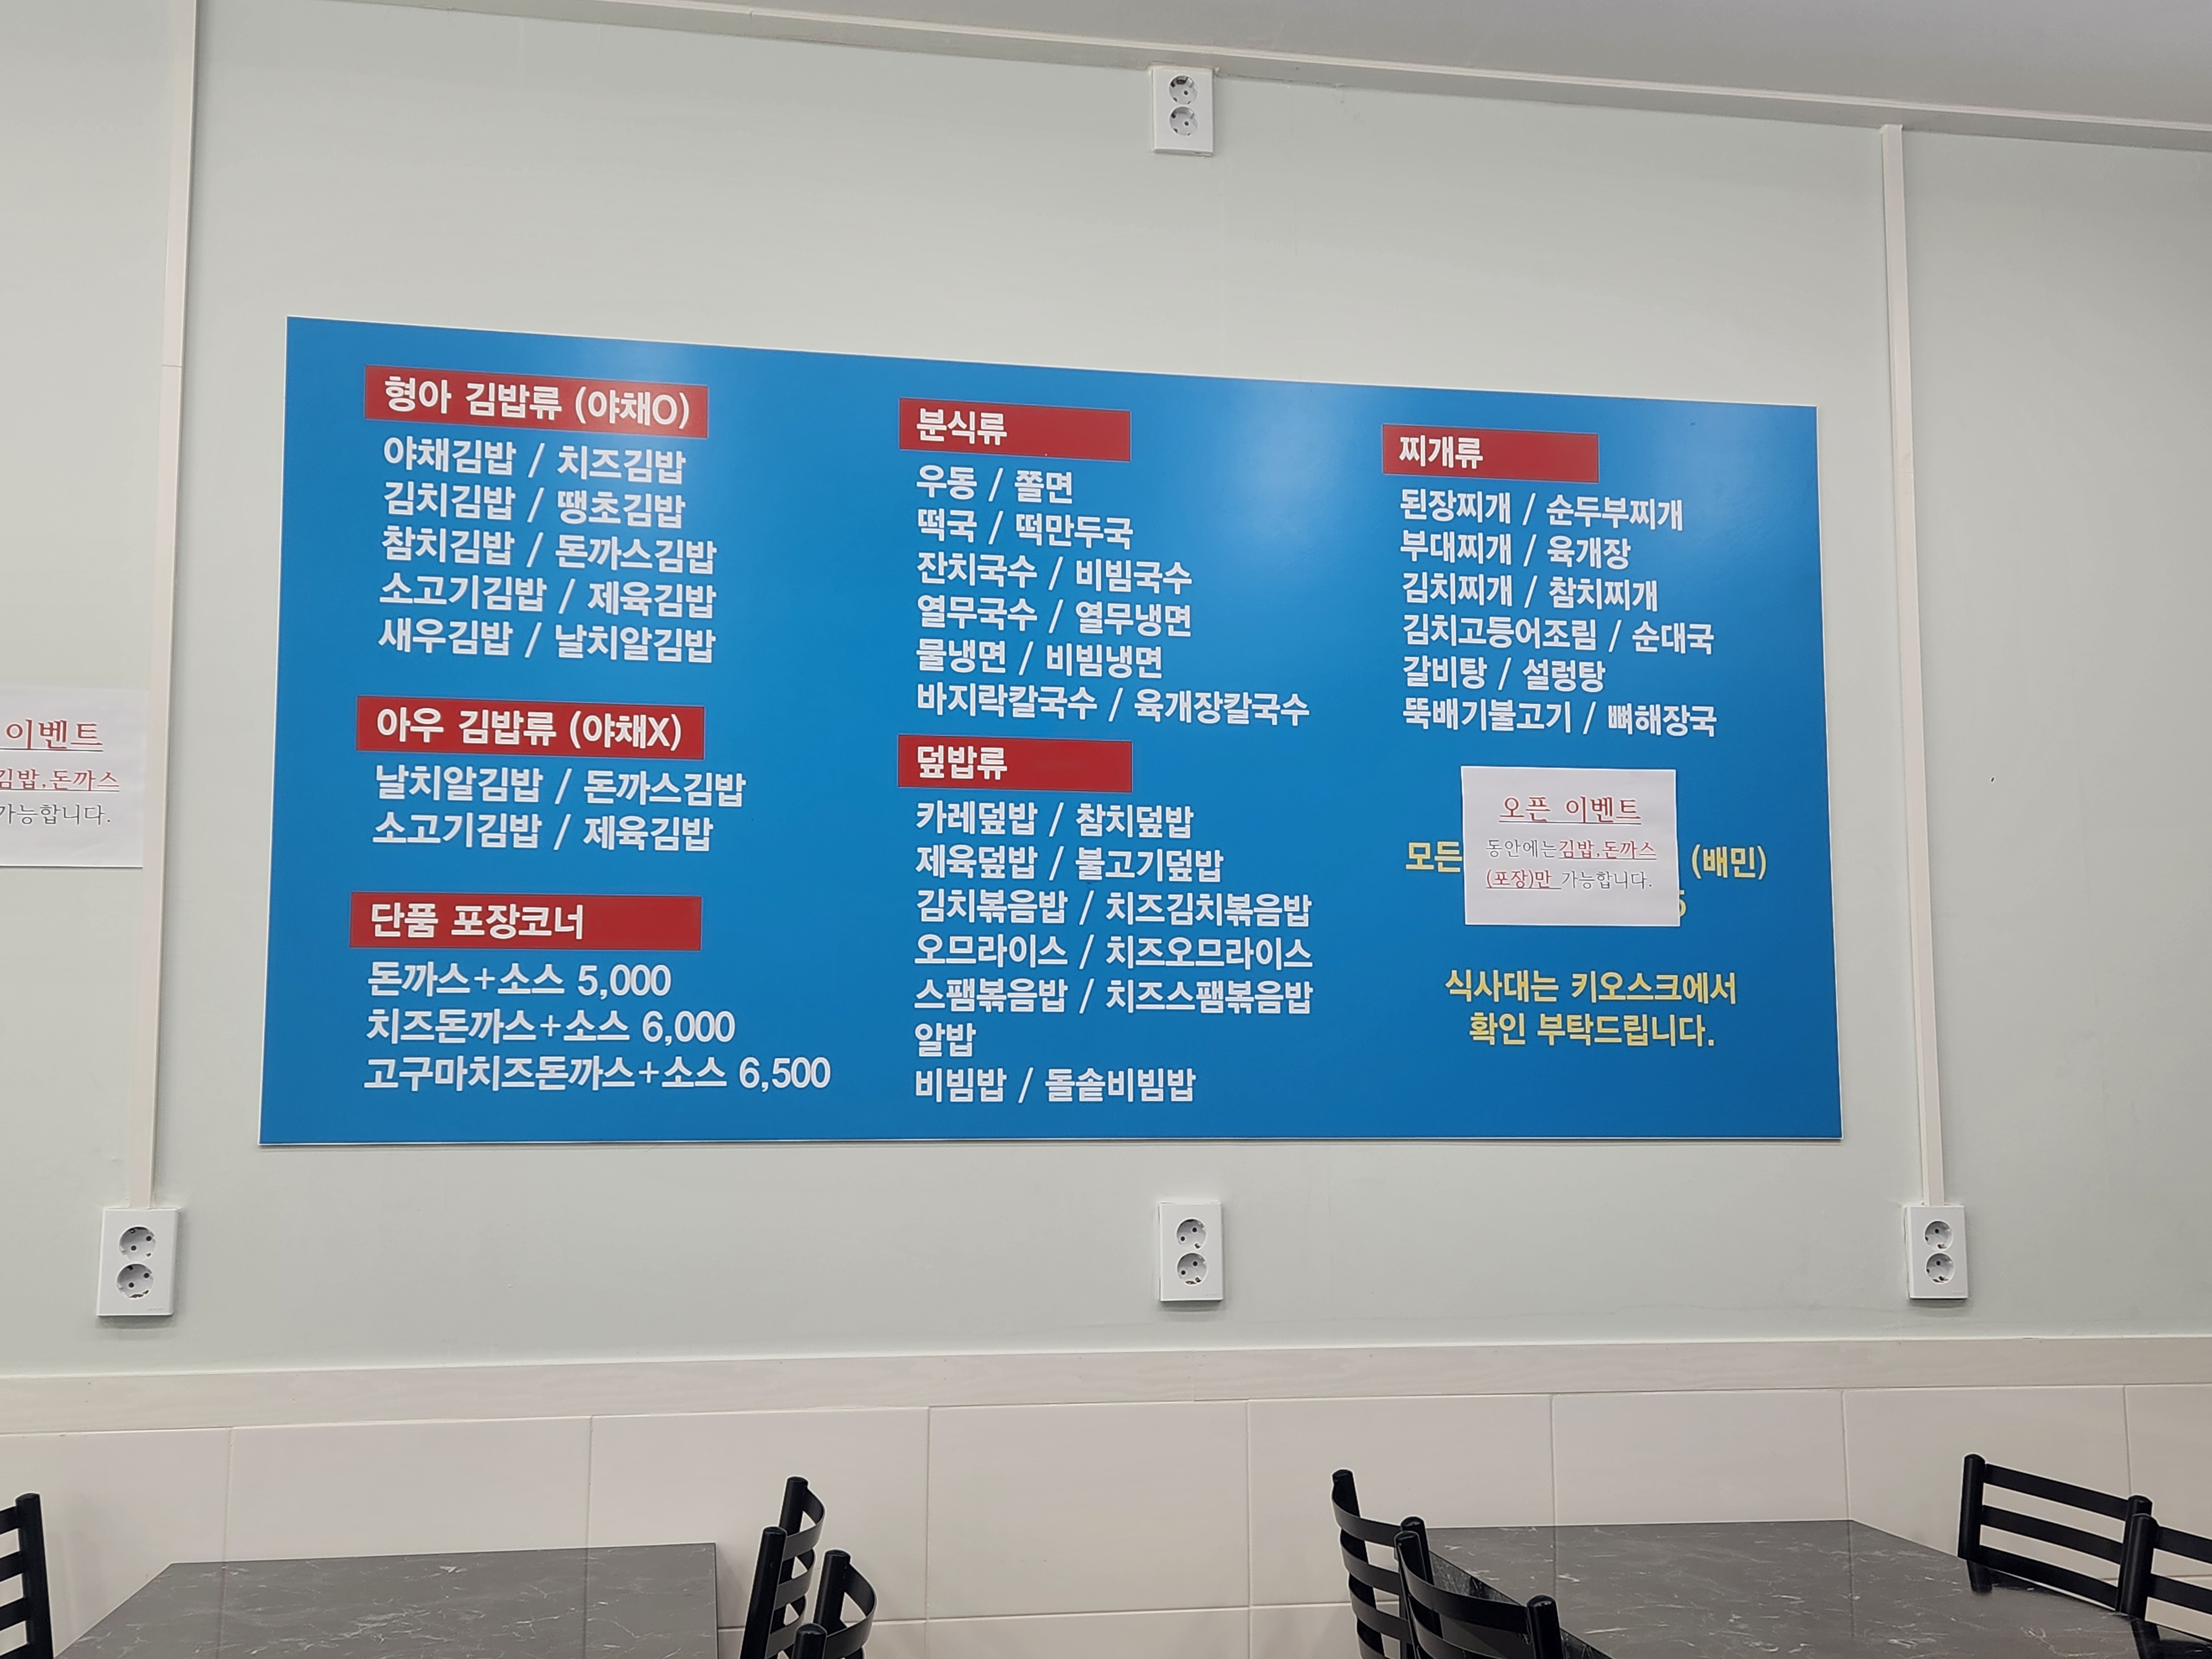 형아 김밥류 (야채O)
야채김밥 / 치즈김밥
김치김밥 / 땡초김밥
참치김밥 / 돈까스김밥
소고기김밥 / 제육김밥
새우김밥 / 날치알김밥
아우 김밥류 (야채X)
날치알김밥 / 돈까스김밥
소고기김밥 / 제육김밥
단품 포장코너
돈까스+소스 5,000
치즈돈까스+소스 6,000
고구마치즈돈까스+소스 6,500
분식류
우동 / 쫄면
떡국 / 떡만두국
잔치국수 / 비빔국수
열무국수 / 열무냉면
물냉면 / 비빔냉면
바지락칼국수 / 육개장칼국수
덮밥류
카레덮밥 / 참치덮밥
제육덮밥 / 불고기덮밥
김치볶음밥 / 치즈김치볶음밥
오므라이스 / 치즈오므라이스
스팸볶음밥 / 치즈스팸볶음밥
알밥
비빔밥 / 돌솥비빔밥
찌개류
된장찌개 / 순두부찌개
부대찌개 / 육개장
김치찌개 / 참치찌개
김치고등어조림 / 순대국
갈비탕 / 설렁탕
뚝배기불고기 / 뼈해장국
오픈 이벤트
동안에는김밥,돈까스
(포장)만 가능합니다.
모든 (배민)
식사대는 키오스크에서
확인 부탁드립니다.
이벤트
김밥,돈까스
가능합니다.